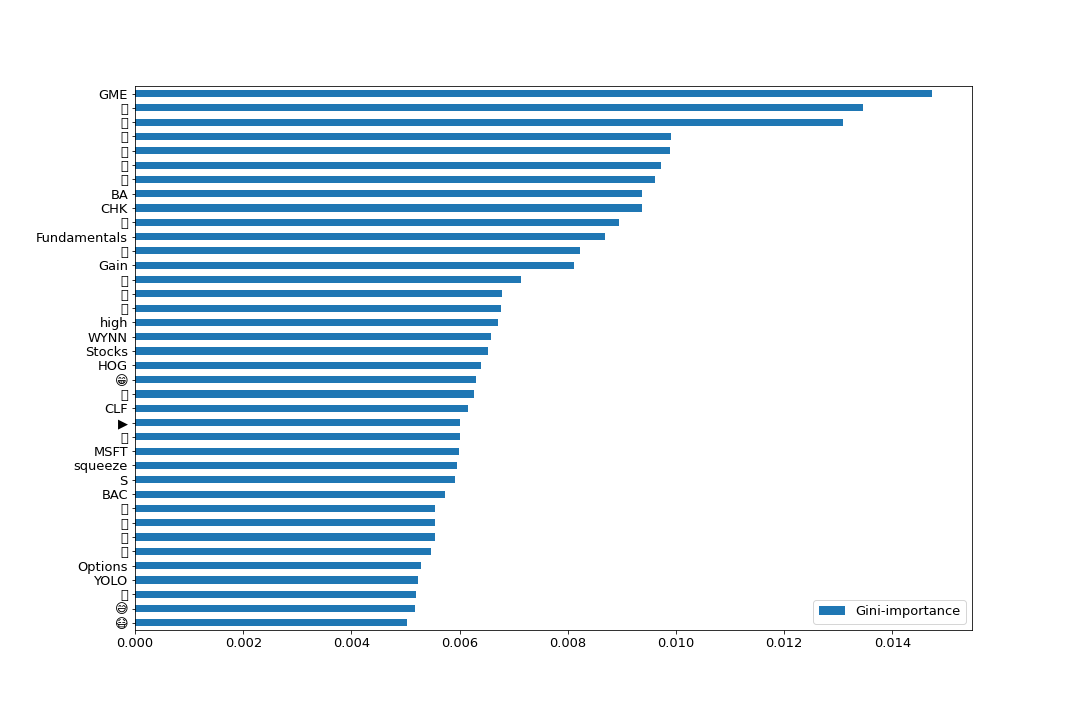 GME
BA
CHK
Fundamentals
Gain
high
WYNN
Stocks
HOG
😁
CLF
▶
MSFT
squeeze
S
BAC
Options
YOLO
Gini-importance
0.000 0.002 0.004 0.006 0.008 0.010 0.012 0.014